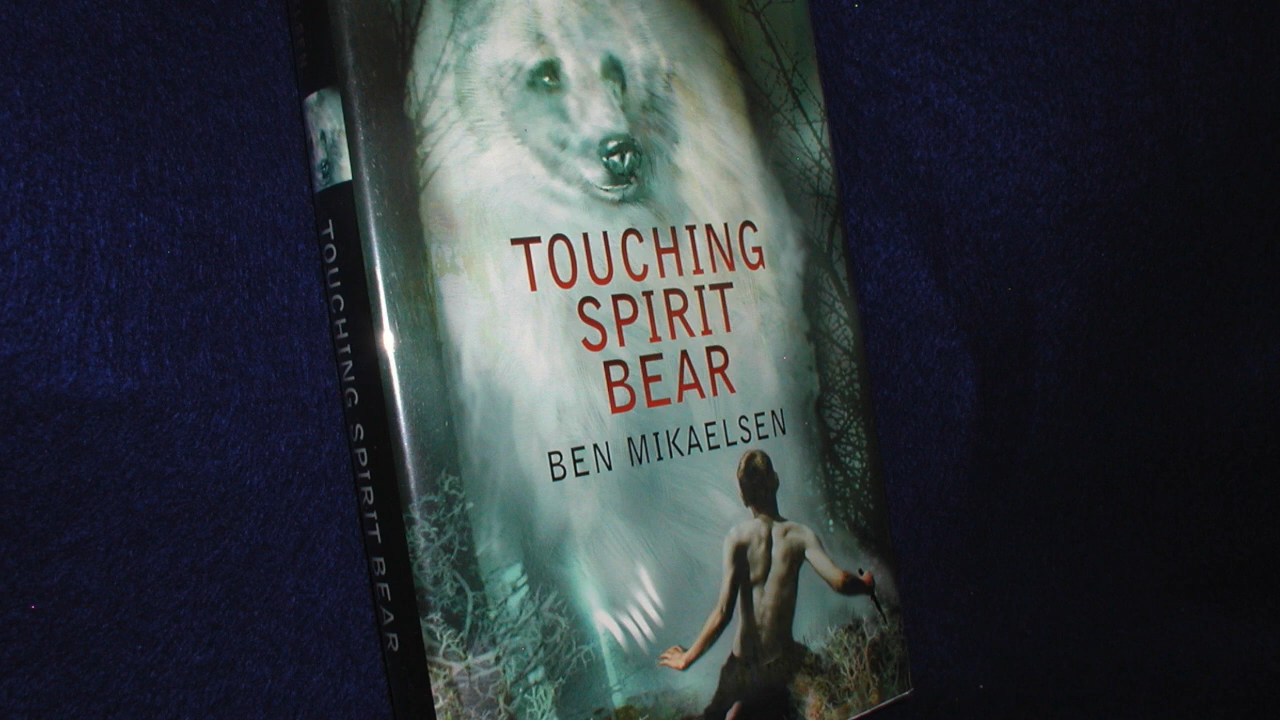 TOUCHING
SPIRIT
BEAR
BEN MIKAELSEN
TOUCHING SPIRIT BEAR